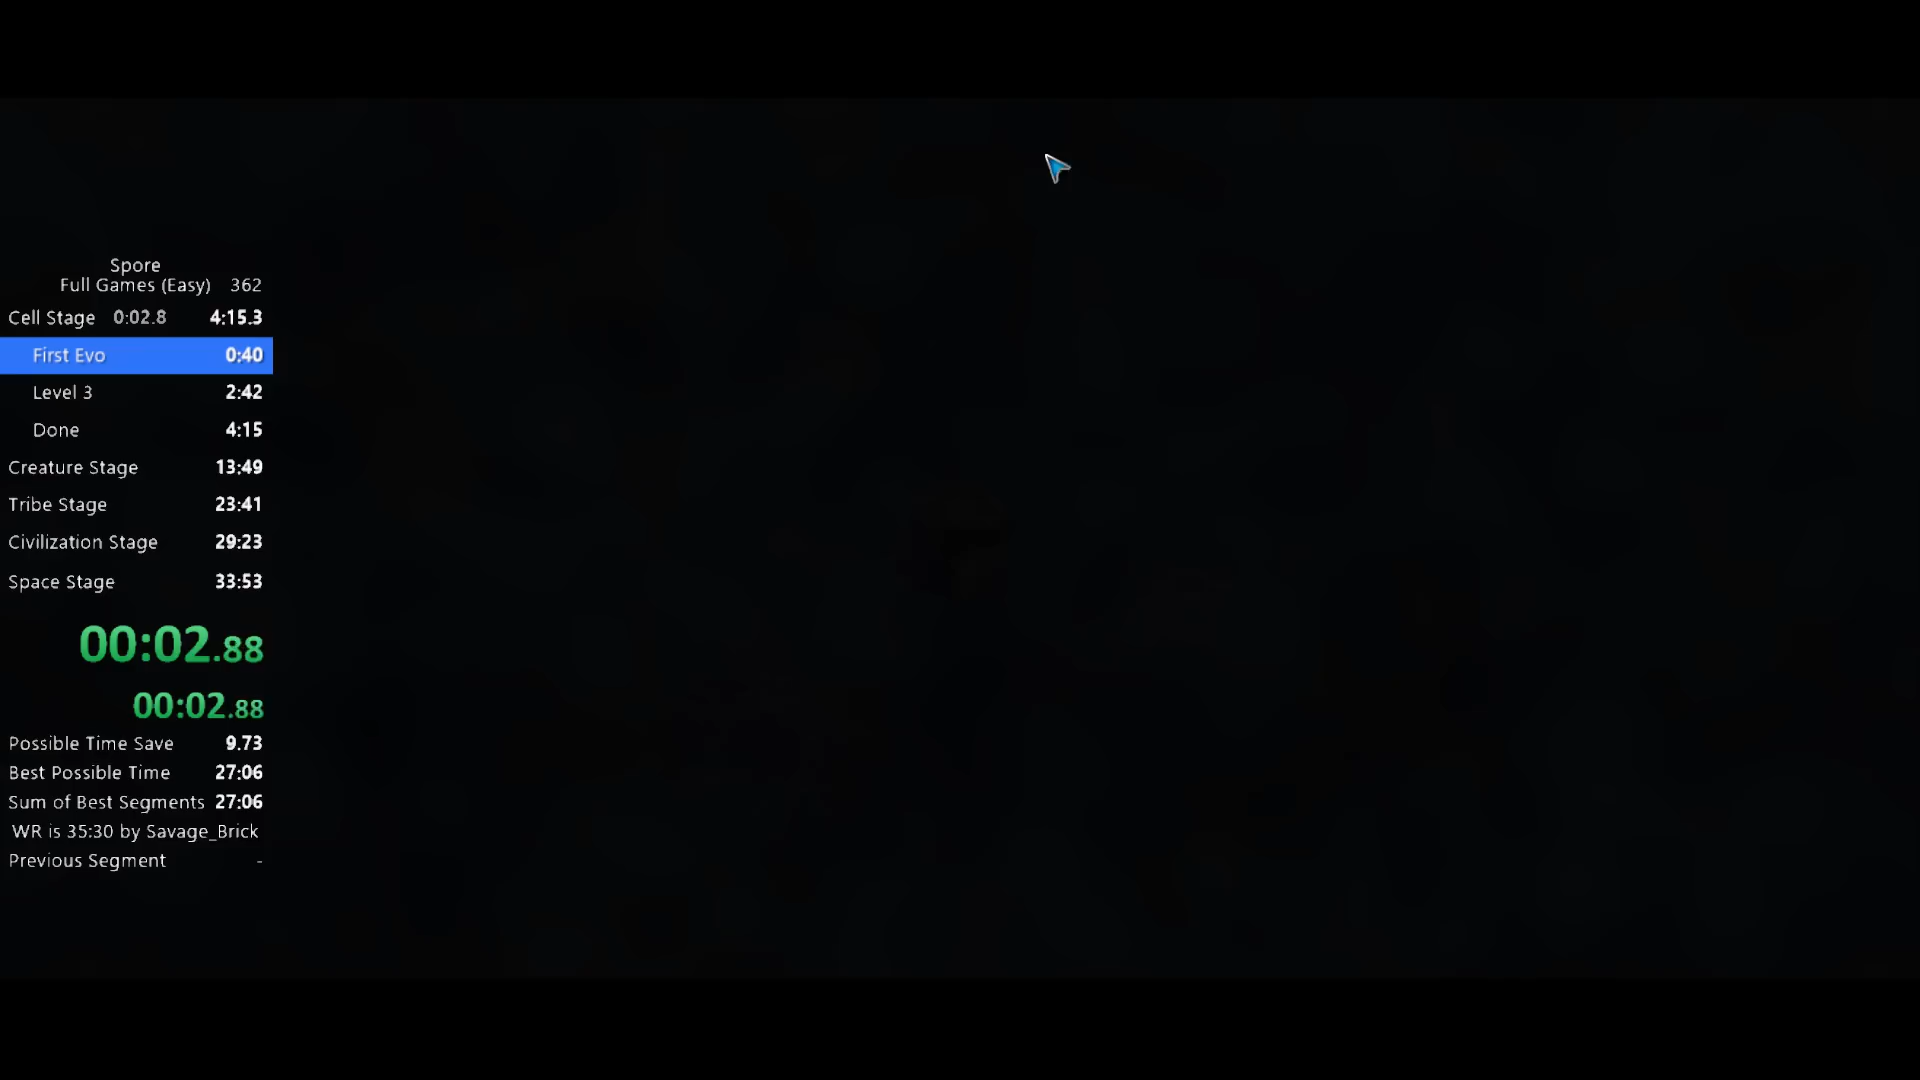 Spore
Full Games (Easy) 362
Cell Stage 0:02.8 4:15.3
First Evo 0:40
Level 3 2:42
Done 4:15
Creature Stage 13:49
Tribe Stage 23:41
Civilization Stage 29:23
Space Stage 33:53
00:02.88
00:02.88
Possible Time Save 9.73
Best Possible Time 27:06
Sum of Best Segments 27:06
WR is 35:30 by Savage_Brick
Previous Segment -